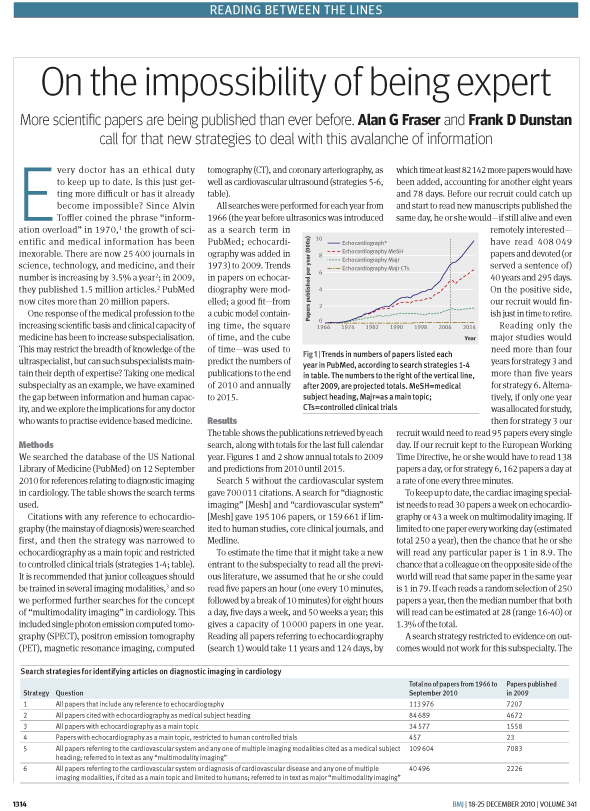 READING BETWEEN THE LINES
On the impossibility of being expert
More scientific papers are being published than ever before. Alan G Fraser and Frank D Dunstan
call for that new strategies to deal with this avalanche of information
Every doctor has an ethical duty
to keep up to date. Is this just get-
ting more difficult or has it already
become impossible? Since Alvin
Toffler coined the phrase “inform-
ation overload” in 1970,1 the growth of sci-
entific and medical information has been
inexorable. There are now 25 400 journals in
science, technology, and medicine, and their
number is increasing by 3.5% a year2; in 2009,
they published 1.5 million articles.2 PubMed
now cites more than 20 million papers.
One response of the medical profession to the
increasing scientific basis and clinical capacity of
medicine has been to increase subspecialisation.
This may restrict the breadth of knowledge of the
ultraspecialist, but can such subspecialists main-
tain their depth of expertise? Taking one medical
subspecialty as an example, we have examined
the gap between information and human capac-
ity, and we explore the implications for any doctor
who wants to practise evidence based medicine.
Methods
We searched the database of the US National
Library of Medicine (PubMed) on 12 September
2010 for references relating to diagnostic imaging
in cardiology. The table shows the search terms
used.
Citations with any reference to echocardio-
graphy (the mainstay of diagnosis) were searched
first, and then the strategy was narrowed to
echocardiography as a main topic and restricted
to controlled clinical trials (strategies 1-4; table).
It is recommended that junior colleagues should
be trained in several imaging modalities,3 and so
we performed further searches for the concept
of “multimodality imaging” in cardiology. This
included single photon emission computed tomo-
graphy (SPECT), positron emission tomography
(PET), magnetic resonance imaging, computed
tomography (CT), and coronary arteriography, as
well as cardiovascular ultrasound (strategies 5-6,
table).
All searches were performed for each year from
1966 (the year before ultrasonics was introduced
as a search term in
PubMed; echocardi-
ography was added in
1973) to 2009. Trends
in papers on echocar-
diography were mod-
elled; a good fit—from
a cubic model contain-
ing time, the square
of time, and the cube
of time—was used to
predict the numbers of
publications to the end
of 2010 and annually
to 2015.
Results
The table shows the publications retrieved by each
search, along with totals for the last full calendar
year. Figures 1 and 2 show annual totals to 2009
and predictions from 2010 until 2015.
Search 5 without the cardiovascular system
gave 700 011 citations. A search for “diagnostic
imaging” [Mesh] and “cardiovascular system”
[Mesh] gave 195 106 papers, or 159 661 if lim-
ited to human studies, core clinical journals, and
Medline.
To estimate the time that it might take a new
entrant to the subspecialty to read all the previ-
ous literature, we assumed that he or she could
read five papers an hour (one every 10 minutes,
followed by a break of 10 minutes) for eight hours
a day, five days a week, and 50 weeks a year; this
gives a capacity of 10 000 papers in one year.
Reading all papers referring to echocardiography
(search 1) would take 11 years and 124 days, by
which time at least 82 142 more papers would have
been added, accounting for another eight years
and 78 days. Before our recruit could catch up
and start to read new manuscripts published the
same day, he or she would—if still alive and even
remotely interested—
have read 408 049
papers and devoted (or
served a sentence of)
40 years and 295 days.
On the positive side,
our recruit would fin-
ish just in time to retire.
Reading only the
major studies would
need more than four
years for strategy 3 and
more than five years
for strategy 6. Alterna-
tively, if only one year
was allocated for study,
then for strategy 3 our
recruit would need to read 95 papers every single
day. If our recruit kept to the European Working
Time Directive, he or she would have to read 138
papers a day, or for strategy 6, 162 papers a day at
a rate of one every three minutes.
To keep up to date, the cardiac imaging special-
ist needs to read 30 papers a week on echocardio-
graphy or 43 a week on multimodality imaging. If
limited to one paper every working day (estimated
total 250 a year), then the chance that he or she
will read any particular paper is 1 in 8.9. The
chance that a colleague on the opposite side of the
world will read that same paper in the same year
is 1 in 79. If each reads a random selection of 250
papers a year, then the median number that both
will read can be estimated at 28 (range 16-40) or
1.3% of the total.
A search strategy restricted to evidence on out-
comes would not work for this subspecialty. The
Papers published per year (000s)
10
8
6
4
2
0
Echocardiograph*
Echocardiography MeSH
Echocardiography Majr
Echocardiography Majr CTs
1966 1974 1982 1990 1998 2006 2014
Year
Fig 1 | Trends in numbers of papers listed each
year in PubMed, according to search strategies 1-4
in table. The numbers to the right of the vertical line,
after 2009, are projected totals. MeSH=medical
subject heading, Majr=as a main topic;
CTs=controlled clinical trials
Search strategies for identifying articles on diagnostic imaging in cardiology
Strategy Question Total no of papers from 1966 to September 2010 Papers published in 2009
1 All papers that include any reference to echocardiography 113 976 7207
2 All papers cited with echocardiography as medical subject heading 84 689 4672
3 All papers with echocardiography as a main topic 34 577 1558
4 Papers with echocardiography as a main topic, restricted to human controlled trials 457 23
5 All papers referring to the cardiovascular system and any one of multiple imaging modalities cited as a medical subject 109 604 7083
heading; referred to in text as any “multimodality imaging”
6 All papers referring to the cardiovascular system or diagnosis of cardiovascular disease and any one of multiple 40 496 2226
imaging modalities, if cited as a main topic and limited to humans; referred to in text as major “multimodality imaging”
1314
BMJ | 18-25 DECEMBER 2010 | VOLUME 341